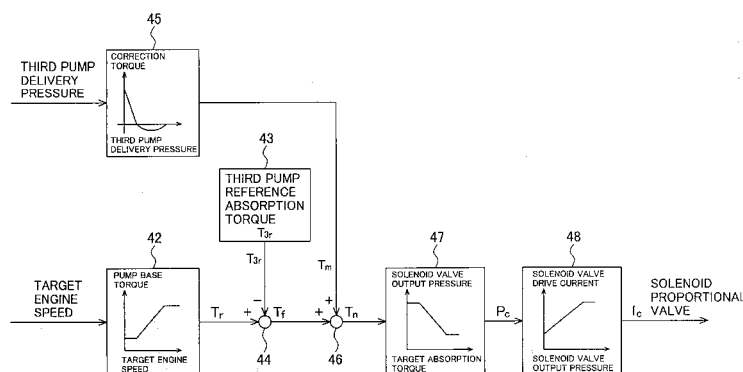 45
CORRECTION
TORQUE
THIRD PUMP
DELIVERY
PRESSURE
THIRD PUMP
DELIVERY PRESSURE
43
THIRD PUMP
REFERENCE
ABSORPTION
TORQUE
T3r
T3r
Tm
42
PUMP BASE
TORQUE
TARGET
ENGINE
SPEED
TARGET ENGINE
SPEED
Tr
+
−
44
Tf
+
+
46
Tn
47
SOLENOID VALVE
OUTPUT PRESSURE
TARGET ABSORPTION
TORQUE
Pc
48
SOLENOID VALVE
DRIVE CURRENT
SOLENOID VALVE
OUTPUT PRESSURE
Ic
SOLENOID
PROPORTIONAL
VALVE